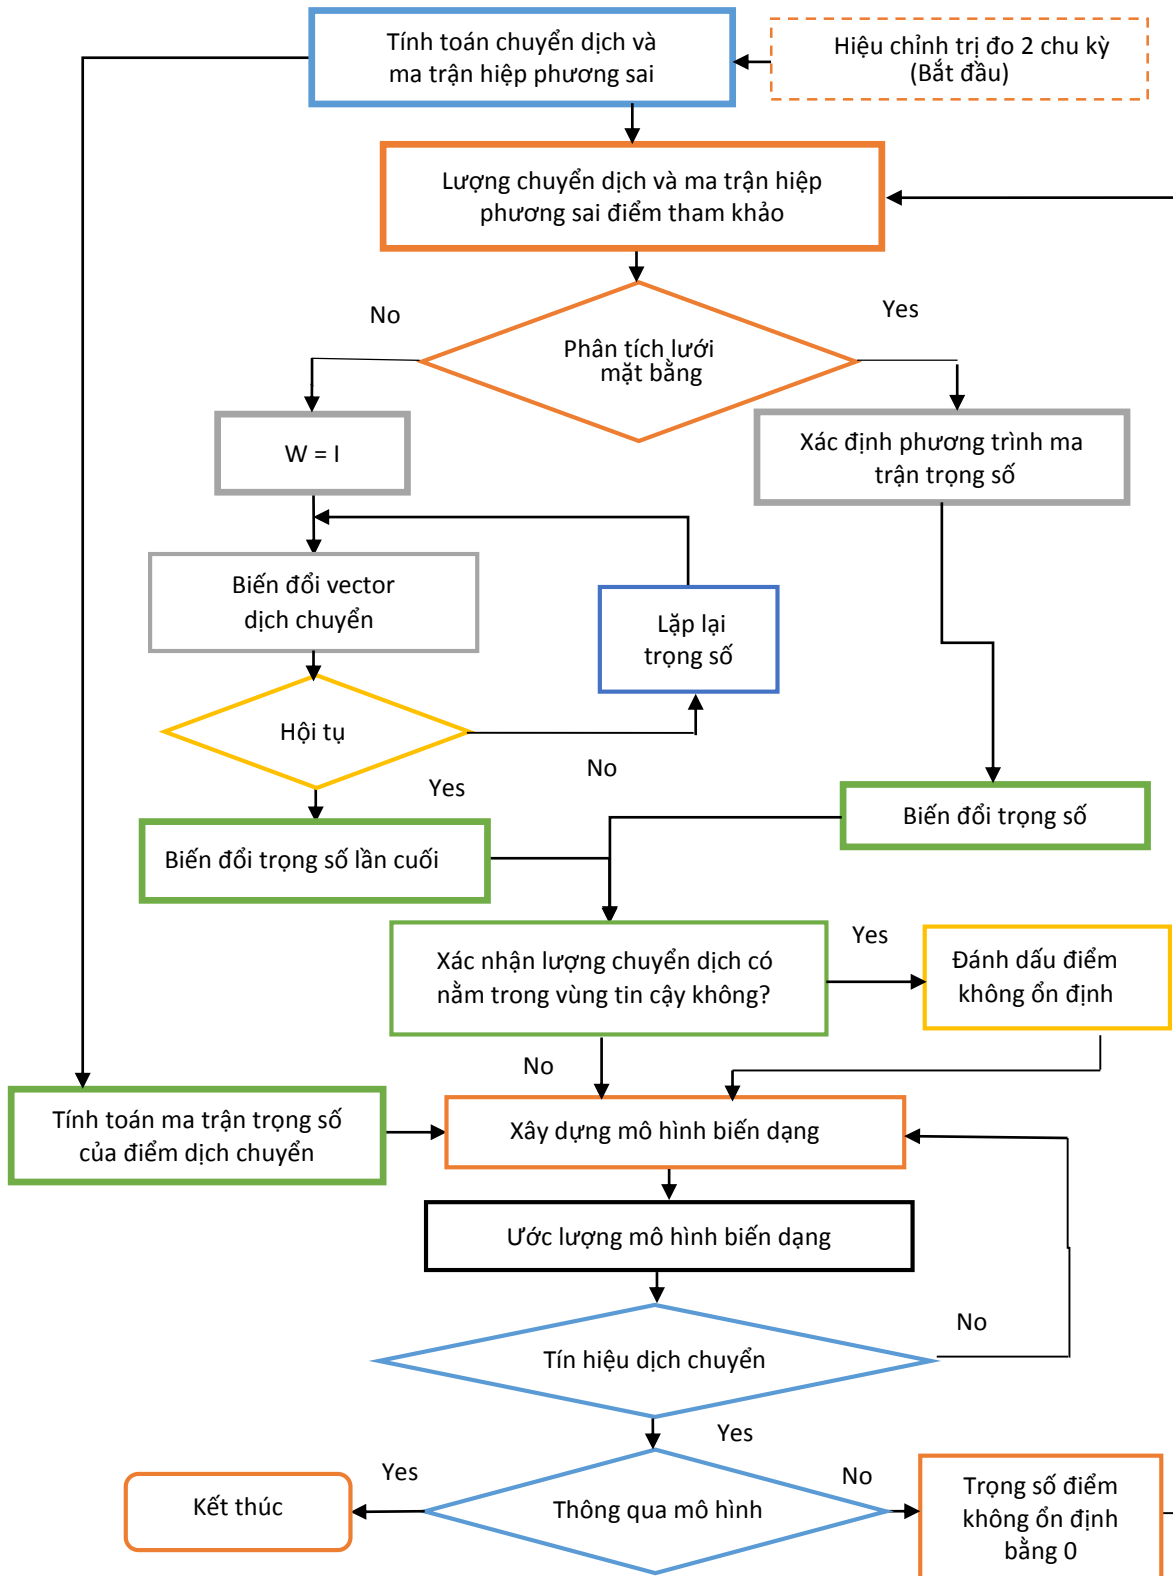 Tính toán chuyển dịch và
ma trận hiệp phương sai
Hiệu chỉnh trị đo 2 chu kỳ
(Bắt đầu)
Lượng chuyển dịch và ma trận hiệp
phương sai điểm tham khảo
No
Yes
Phân tích lưới
mặt bằng
W = I
Xác định phương trình ma
trận trọng số
Biến đổi vector
dịch chuyển
Lặp lại
trọng số
Hội tụ
No
Yes
Biến đổi trọng số
Biến đổi trọng số lần cuối
Xác nhận lượng chuyển dịch có
nằm trong vùng tin cậy không?
Yes
Đánh dấu điểm
không ổn định
No
Tính toán ma trận trọng số
của điểm dịch chuyển
Xây dựng mô hình biến dạng
Ước lượng mô hình biến dạng
No
Tín hiệu dịch chuyển
Yes
Yes
No
Kết thúc
Thông qua mô hình
Trọng số điểm
không ổn định
bằng 0